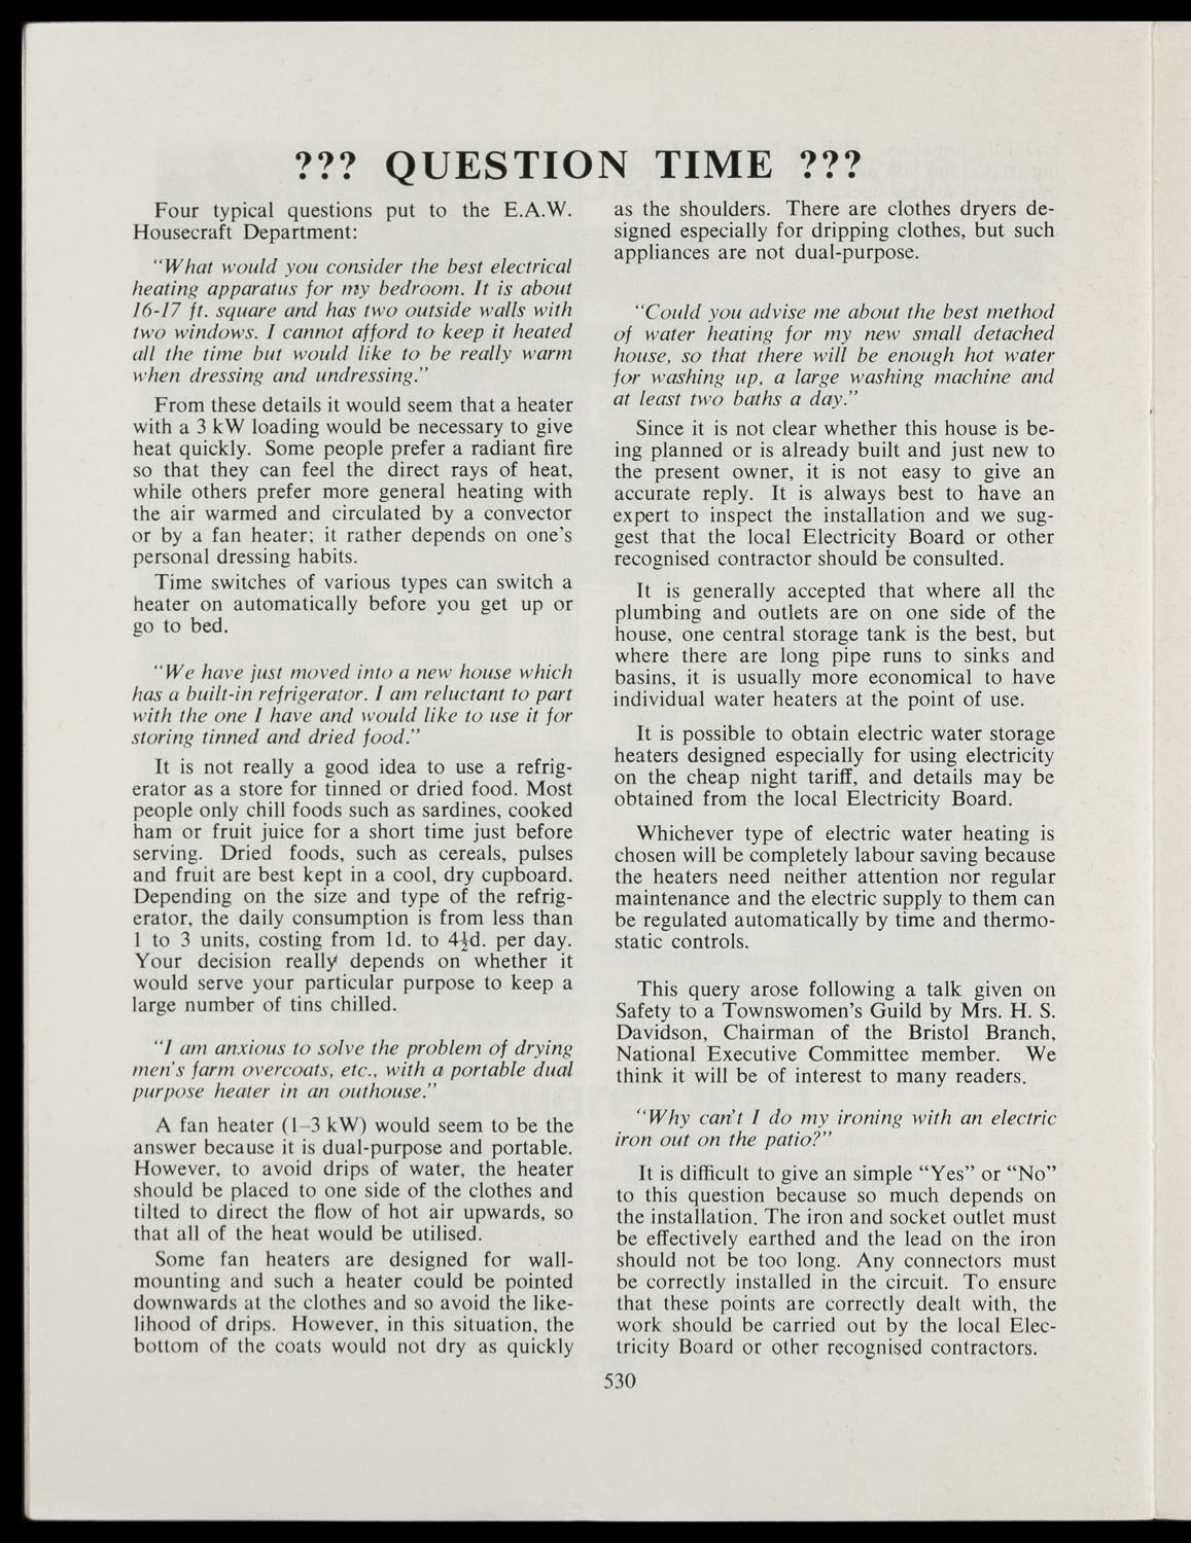 ??? QUESTION TIME ???
Four typical questions put to the E.A.W.
Housecraft Department:
"What would you consider the best electrical
heating apparatus for my bedroom. It is about
16-17 ft. square and has two outside walls with
two windows. I cannot afford to keep it heated
all the time but would like to be really warm
when dressing and undressing."
From these details it would seem that a heater
with a 3 kW loading would be necessary to give
heat quickly. Some people prefer a radiant fire
so that they can feel the direct rays of heat,
while others prefer more general heating with
the air warmed and circulated by a convector
or by a fan heater; it rather depends on one's
personal dressing habits.
Time switches of various types can switch a
heater on automatically before you get up or
go to bed.
"We have just moved into a new house which
has a built-in refrigerator. I am reluctant to part
with the one I have and would like to use it for
storing tinned and dried food."
It is not really a good idea to use a refrig-
erator as a store for tinned or dried food. Most
people only chill foods such as sardines, cooked
ham or fruit juice for a short time just before
serving. Dried foods, such as cereals, pulses
and fruit are best kept in a cool, dry cupboard.
Depending on the size and type of the refrig-
erator, the daily consumption is from less than
1 to 3 units, costing from 1d. to 4½d. per day.
Your decision really depends on whether it
would serve your particular purpose to keep a
large number of tins chilled.
"I am anxious to solve the problem of drying
men's farm overcoats, etc., with a portable dual
purpose heater in an outhouse."
A fan heater (1–3 kW) would seem to be the
answer because it is dual-purpose and portable.
However, to avoid drips of water, the heater
should be placed to one side of the clothes and
tilted to direct the flow of hot air upwards, so
that all of the heat would be utilised.
Some fan heaters are designed for wall-
mounting and such a heater could be pointed
downwards at the clothes and so avoid the like-
lihood of drips. However, in this situation, the
bottom of the coats would not dry as quickly
as the shoulders. There are clothes dryers de-
signed especially for dripping clothes, but such
appliances are not dual-purpose.
"Could you advise me about the best method
of water heating for my new small detached
house, so that there will be enough hot water
for washing up, a large washing machine and
at least two baths a day."
Since it is not clear whether this house is be-
ing planned or is already built and just new to
the present owner, it is not easy to give an
accurate reply. It is always best to have an
expert to inspect the installation and we sug-
gest that the local Electricity Board or other
recognised contractor should be consulted.
It is generally accepted that where all the
plumbing and outlets are on one side of the
house, one central storage tank is the best, but
where there are long pipe runs to sinks and
basins, it is usually more economical to have
individual water heaters at the point of use.
It is possible to obtain electric water storage
heaters designed especially for using electricity
on the cheap night tariff, and details may be
obtained from the local Electricity Board.
Whichever type of electric water heating is
chosen will be completely labour saving because
the heaters need neither attention nor regular
maintenance and the electric supply to them can
be regulated automatically by time and thermo-
static controls.
This query arose following a talk given on
Safety to a Townswomen's Guild by Mrs. H. S.
Davidson, Chairman of the Bristol Branch,
National Executive Committee member. We
think it will be of interest to many readers.
"Why can't I do my ironing with an electric
iron out on the patio?"
It is difficult to give an simple "Yes" or "No"
to this question because so much depends on
the installation. The iron and socket outlet must
be effectively earthed and the lead on the iron
should not be too long. Any connectors must
be correctly installed in the circuit. To ensure
that these points are correctly dealt with, the
work should be carried out by the local Elec-
tricity Board or other recognised contractors.
530